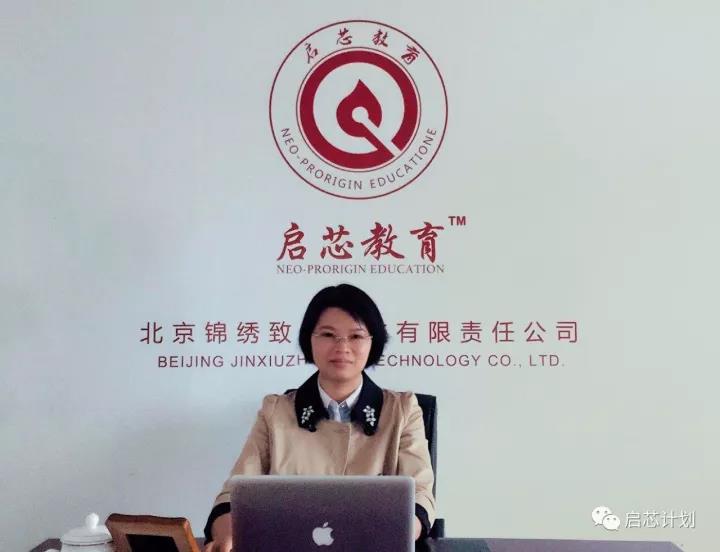 启芯教育
NEO-PRORIGIN EDUCATIONE
启芯教育™
NEO-PRORIGIN EDUCATION
北京锦绣致 有限责任公司
BEIJING JINXIUZH ECHNOLOGY CO., LTD.
启芯计划